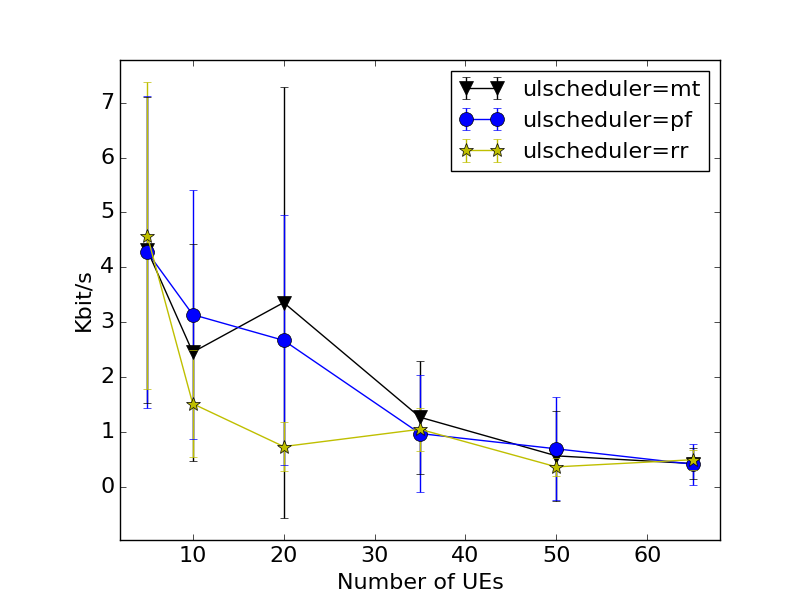 7
6
5
4
3
2
1
0
Kbit/s
ulscheduler=mt
ulscheduler=pf
ulscheduler=rr
10 20 30 40 50 60
Number of UEs